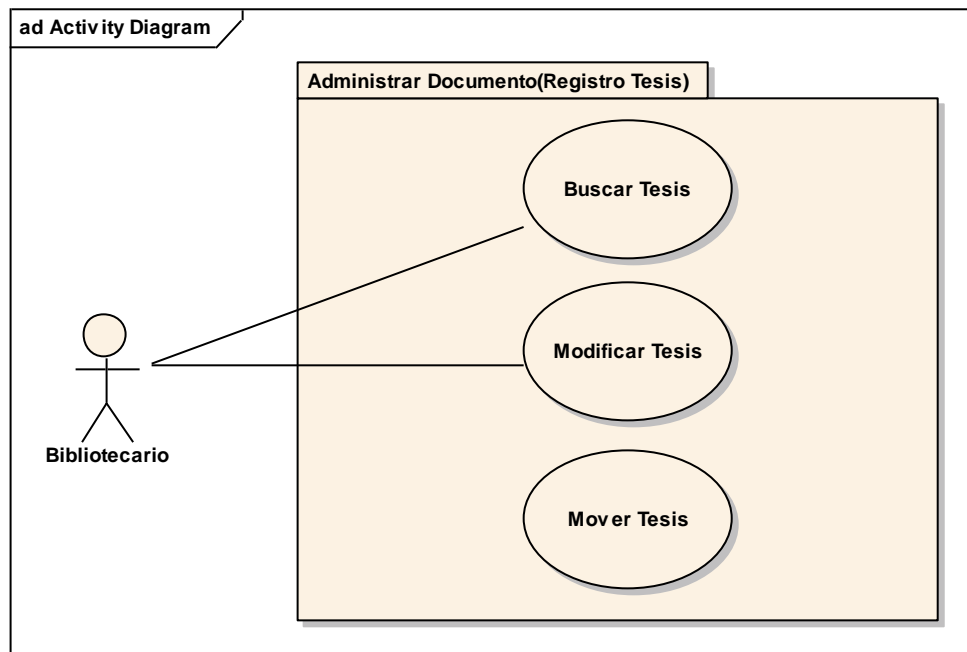 ad Activity Diagram
Administrar Documento(Registro Tesis)
Buscar Tesis
Modificar Tesis
Bibliotecario
Mover Tesis